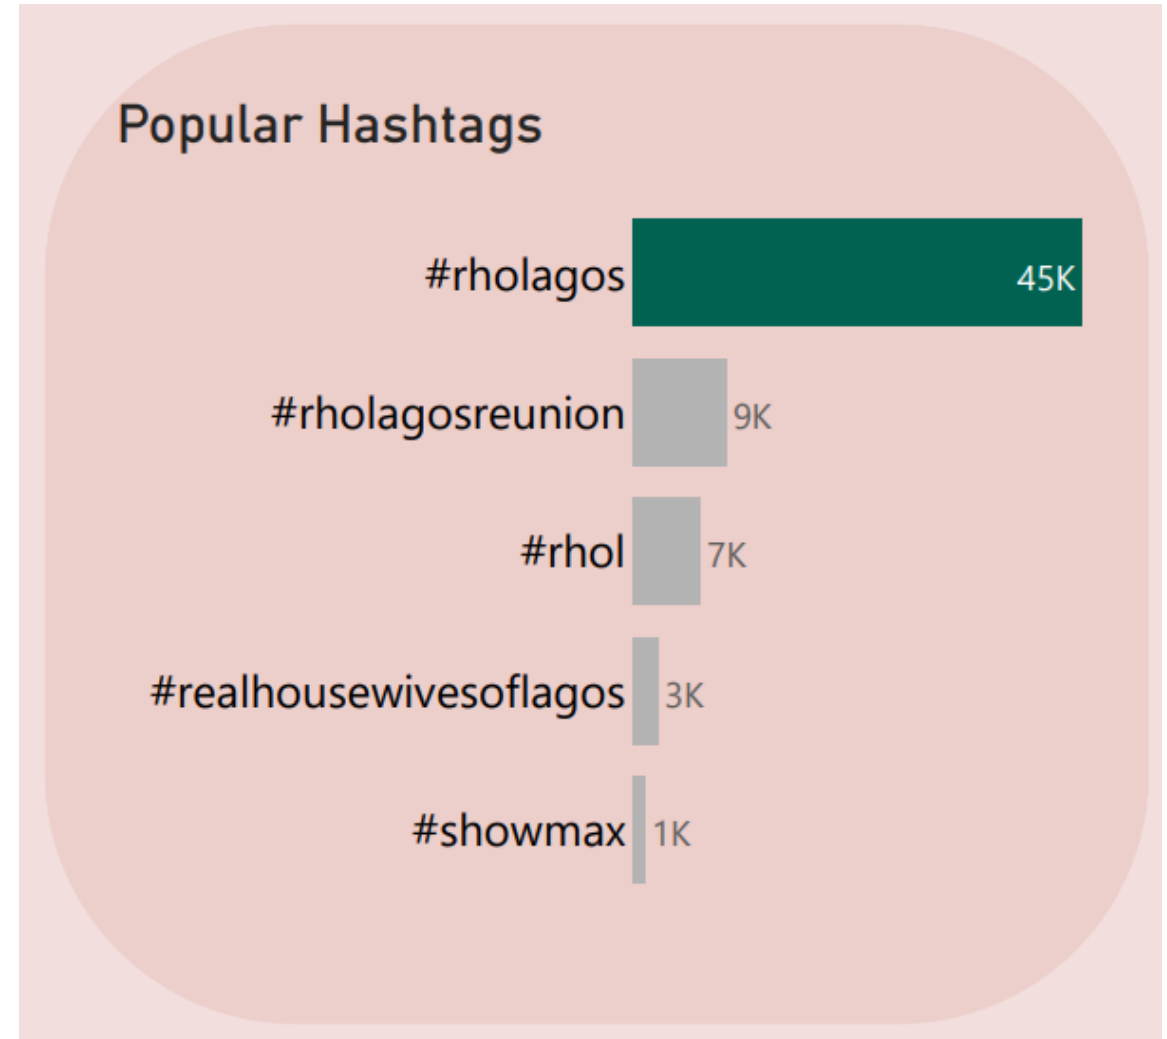 Popular Hashtags
#rholagos 45K
#rholagosreunion 9K
#rhol 7K
#realhousewivesoflagos 3K
#showmax 1K